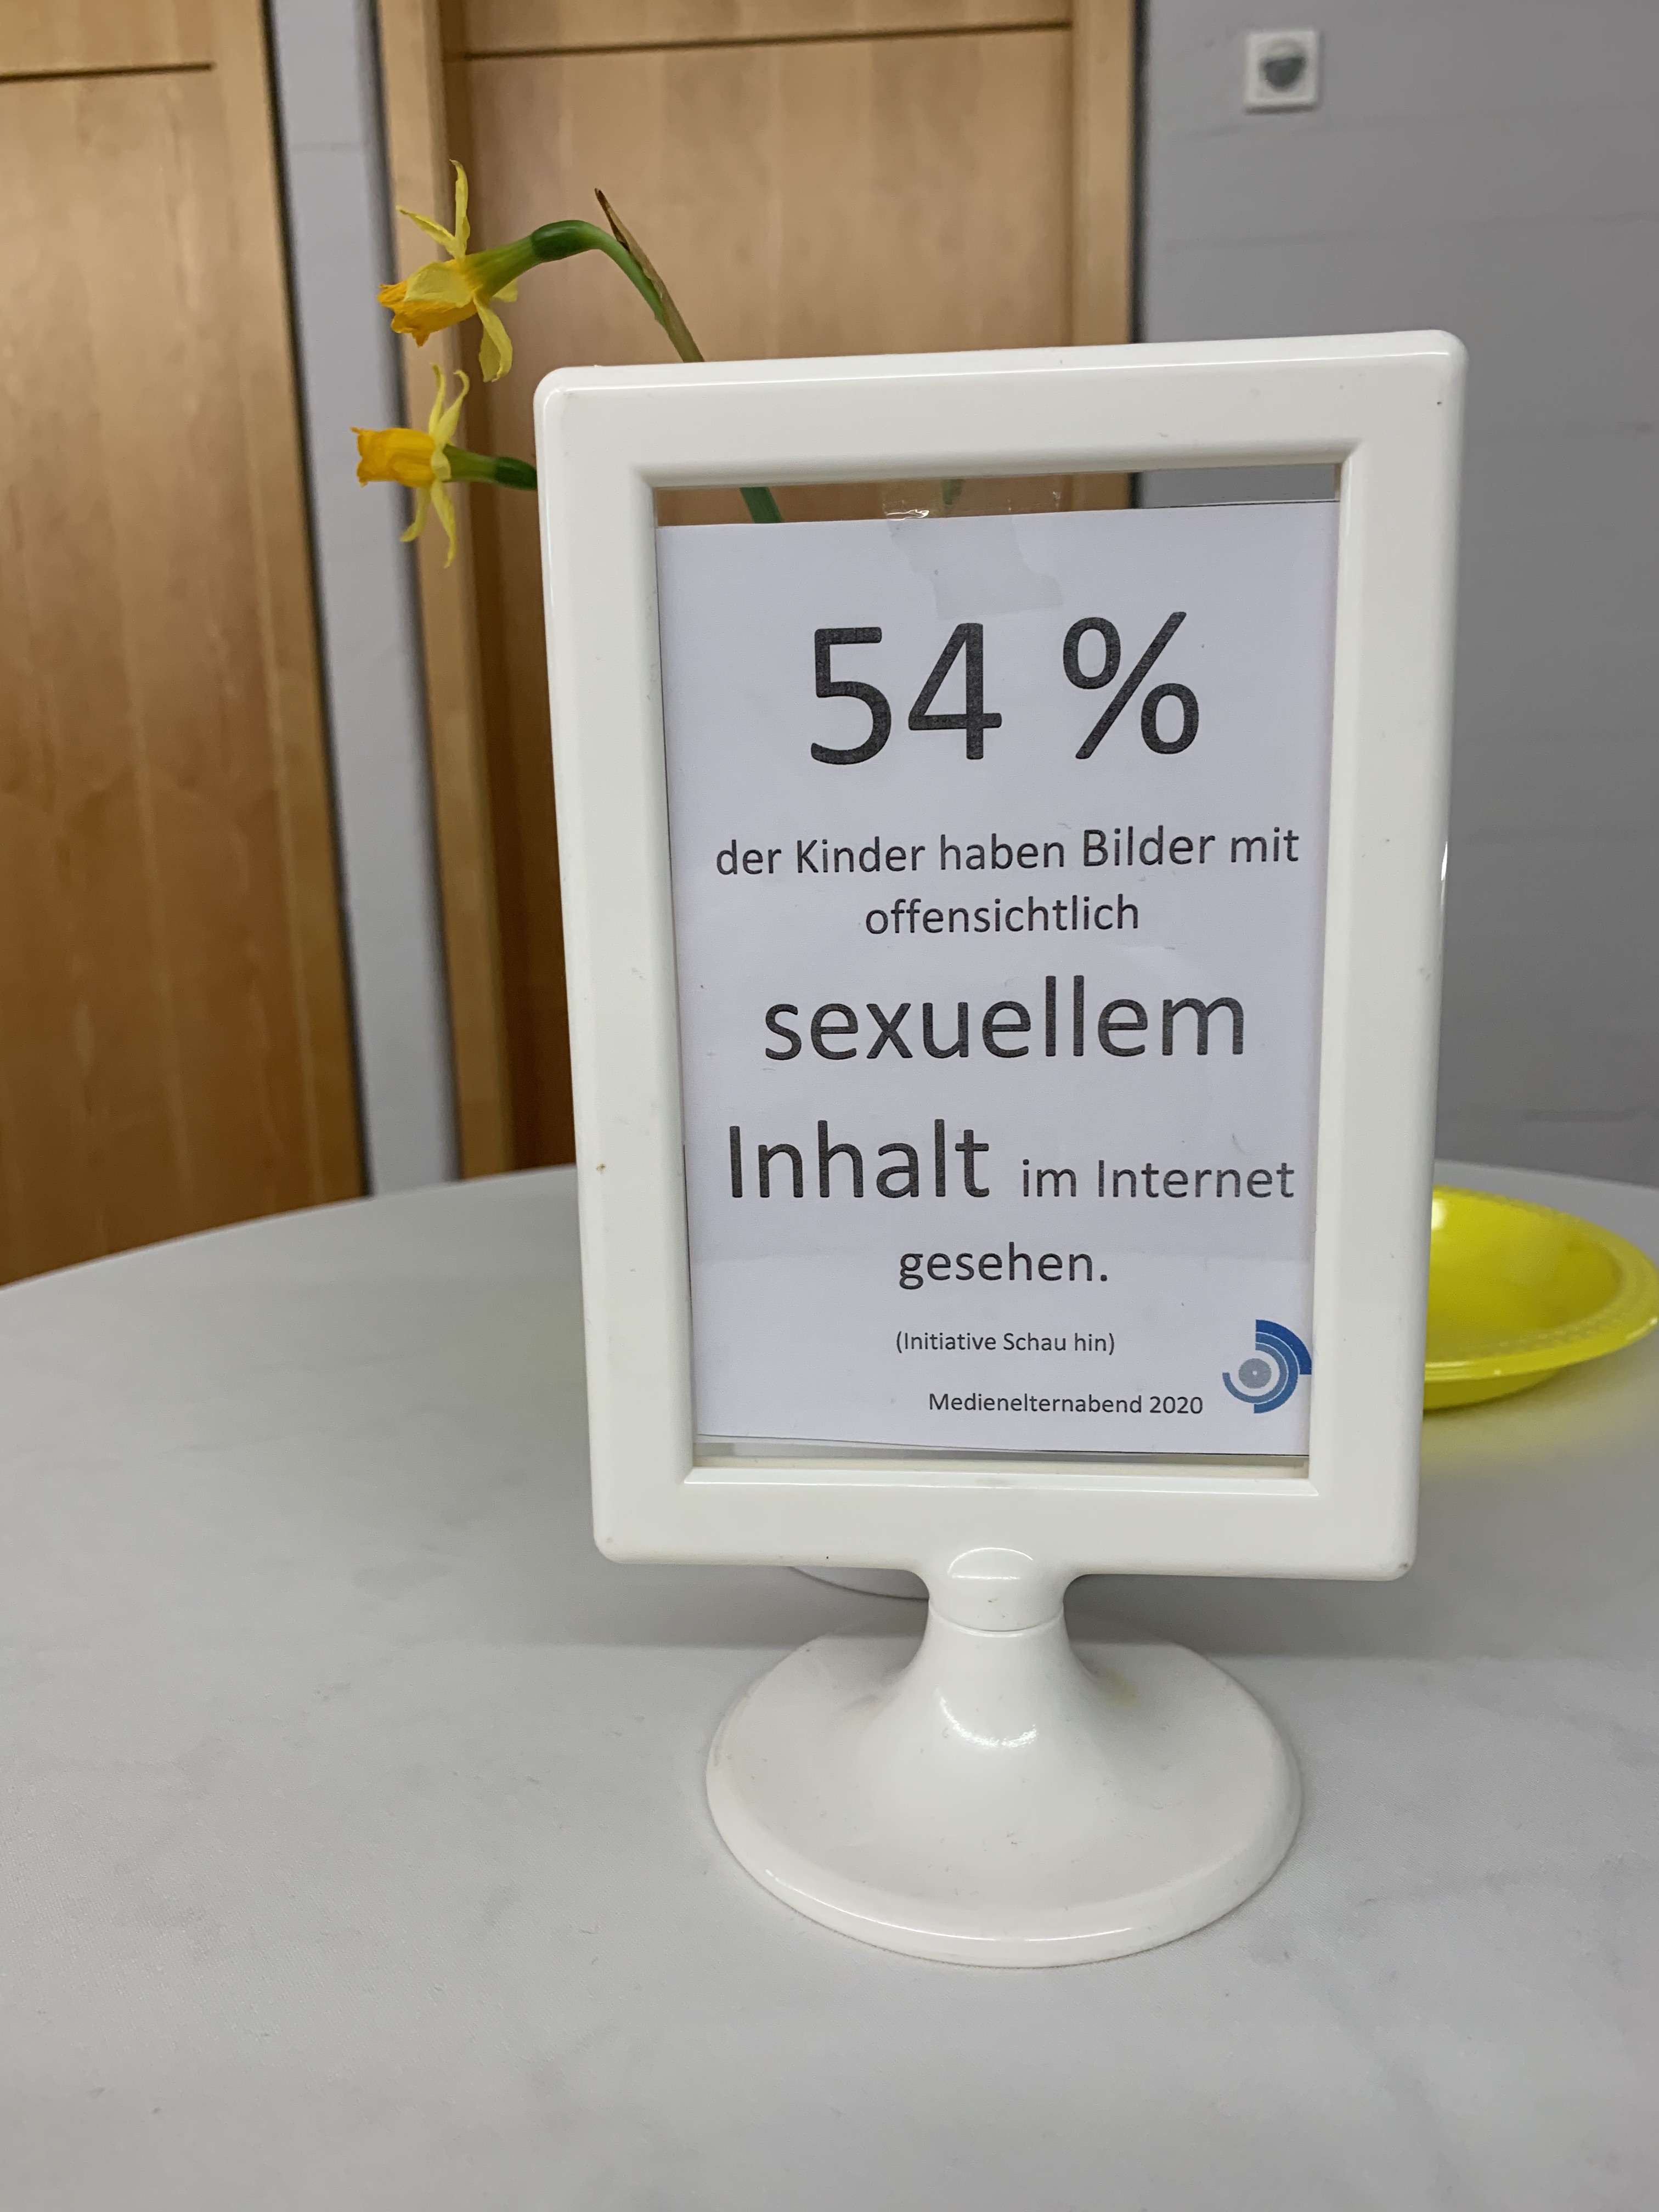 54 %
der Kinder haben Bilder mit
offensichtlich
sexuellem
Inhalt im Internet
gesehen.
(Initiative Schau hin)
Medienelternabend 2020